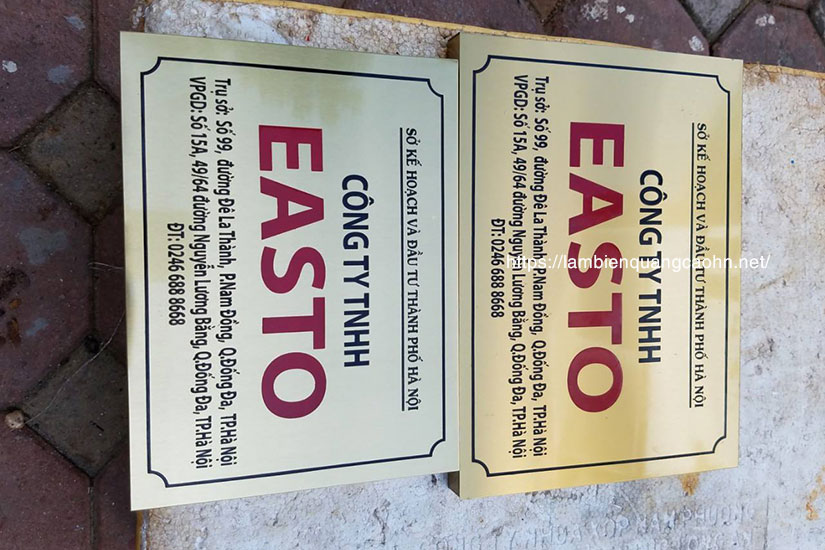 SỞ KẾ HOẠCH VÀ ĐẦU TƯ THÀNH PHỐ HÀ NỘI
CÔNG TY TNHH
EASTO
Trụ sở: Số 99, đường Đê La Thành, P.Nam Đồng, Q.Đống Đa, TP.Hà Nội
VPGD: Số 15A, 49/64 đường Nguyễn Lương Bằng, Q.Đống Đa, TP.Hà Nội
ĐT: 0246 688 8668
SỞ KẾ HOẠCH VÀ ĐẦU TƯ THÀNH PHỐ HÀ NỘI
CÔNG TY TNHH
EASTO
Trụ sở: Số 99, đường Đê La Thành, P.Nam Đồng, Q.Đống Đa, TP.Hà Nội
VPGD: Số 15A, 49/64 đường Nguyễn Lương Bằng, Q.Đống Đa, TP.Hà Nội
ĐT: 0246 688 8668
https://lambienquangcaohn.net/